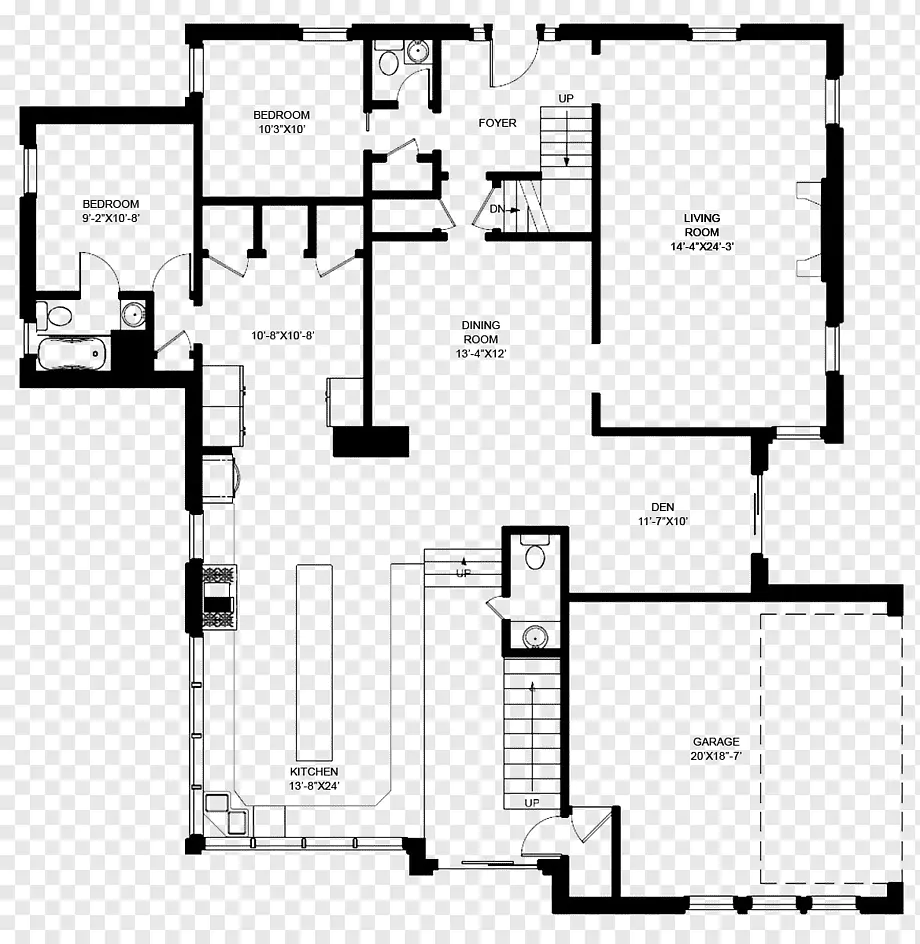 UP
BEDROOM
10'3"X10'
FOYER
BEDROOM
9'-2"X10'-8'
DN
LIVING
ROOM
14'-4"X24'-3'
DINING
ROOM
13'-4"X12'
10'-8"X10'-8'
DEN
11'-7"X10'
UP
GARAGE
20'X18"-7'
KITCHEN
13'-8"X24'
UP